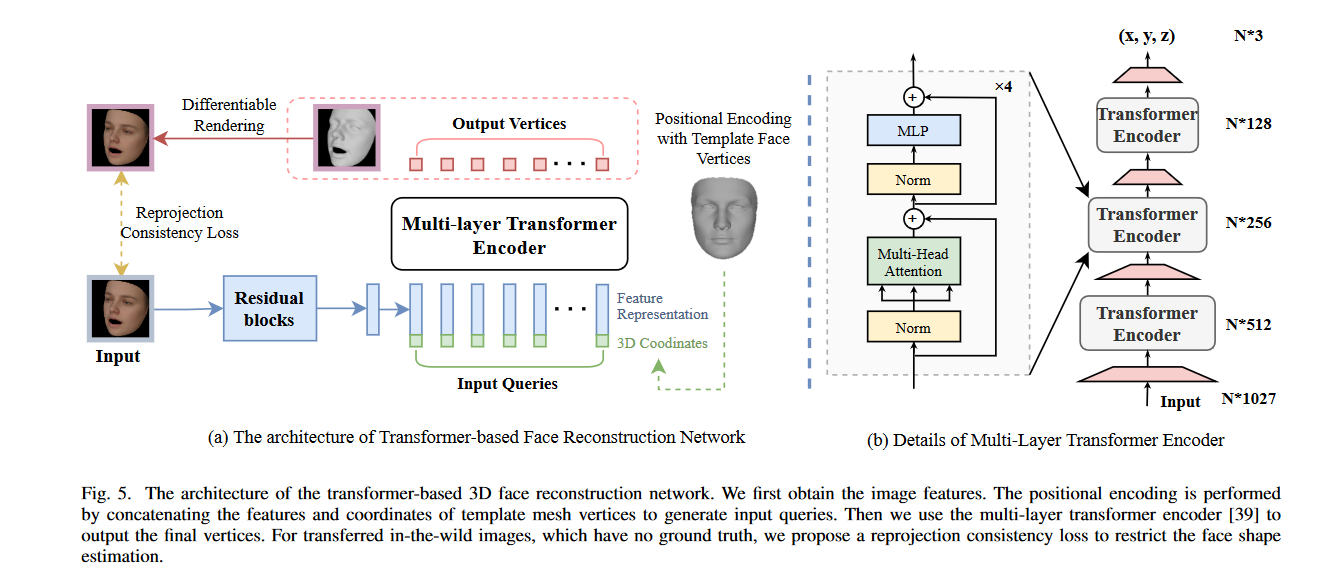 Differentiable
Rendering
Output Vertices
Positional Encoding
with Template Face
Vertices
Reprojection
Consistency Loss
Multi-layer Transformer
Encoder
Residual
blocks
Feature
Representation
3D Coodinates
Input
Input Queries
(a) The architecture of Transformer-based Face Reconstruction Network
×4
+
MLP
Norm
+
Multi-Head
Attention
Norm
(x, y, z)
N*3
Transformer
Encoder
N*128
Transformer
Encoder
N*256
Transformer
Encoder
N*512
Input
N*1027
(b) Details of Multi-Layer Transformer Encoder
Fig. 5. The architecture of the transformer-based 3D face reconstruction network. We first obtain the image features. The positional encoding is performed
by concatenating the features and coordinates of template mesh vertices to generate input queries. Then we use the multi-layer transformer encoder [39] to
output the final vertices. For transferred in-the-wild images, which have no ground truth, we propose a reprojection consistency loss to restrict the face shape
estimation.